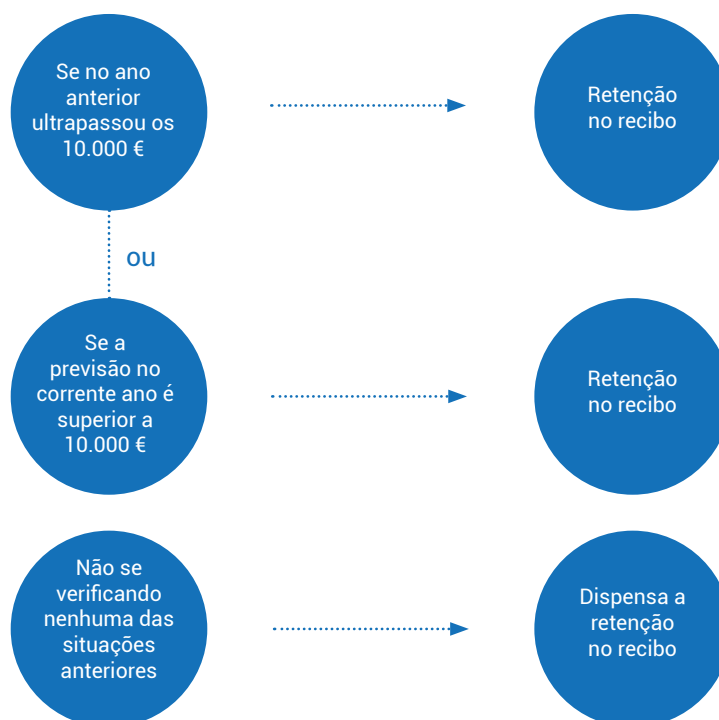 Se no ano
anterior
ultrapassou os
10.000 €
Retenção
no recibo
ou
Se a
previsão no
corrente ano é
superior a
10.000 €
Retenção
no recibo
Não se
verificando
nenhuma das
situações
anteriores
Dispensa a
retenção
no recibo